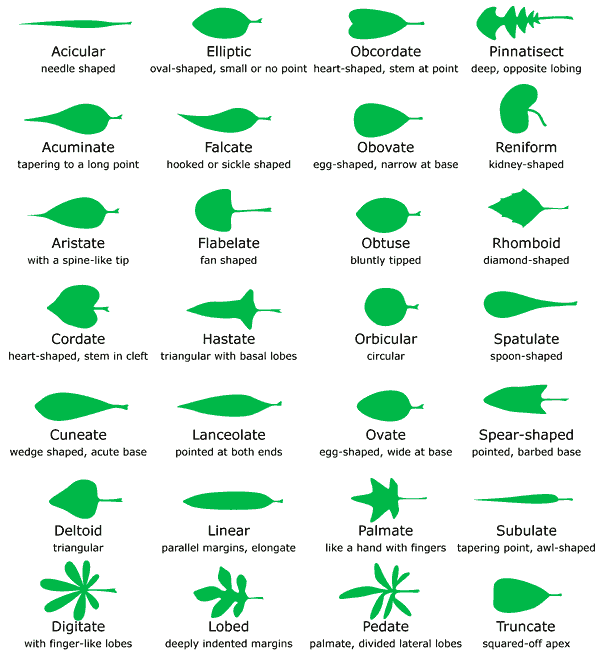 Acicular
needle shaped
Elliptic
oval-shaped, small or no point
Obcordate
heart-shaped, stem at point
Pinnatisect
deep, opposite lobing
Acuminate
tapering to a long point
Falcate
hooked or sickle shaped
Obovate
egg-shaped, narrow at base
Reniform
kidney-shaped
Aristate
with a spine-like tip
Flabelate
fan shaped
Obtuse
bluntly tipped
Rhomboid
diamond-shaped
Cordate
heart-shaped, stem in cleft
Hastate
triangular with basal lobes
Orbicular
circular
Spatulate
spoon-shaped
Cuneate
wedge shaped, acute base
Lanceolate
pointed at both ends
Ovate
egg-shaped, wide at base
Spear-shaped
pointed, barbed base
Deltoid
triangular
Linear
parallel margins, elongate
Palmate
like a hand with fingers
Subulate
tapering point, awl-shaped
Digitate
with finger-like lobes
Lobed
deeply indented margins
Pedate
palmate, divided lateral lobes
Truncate
squared-off apex